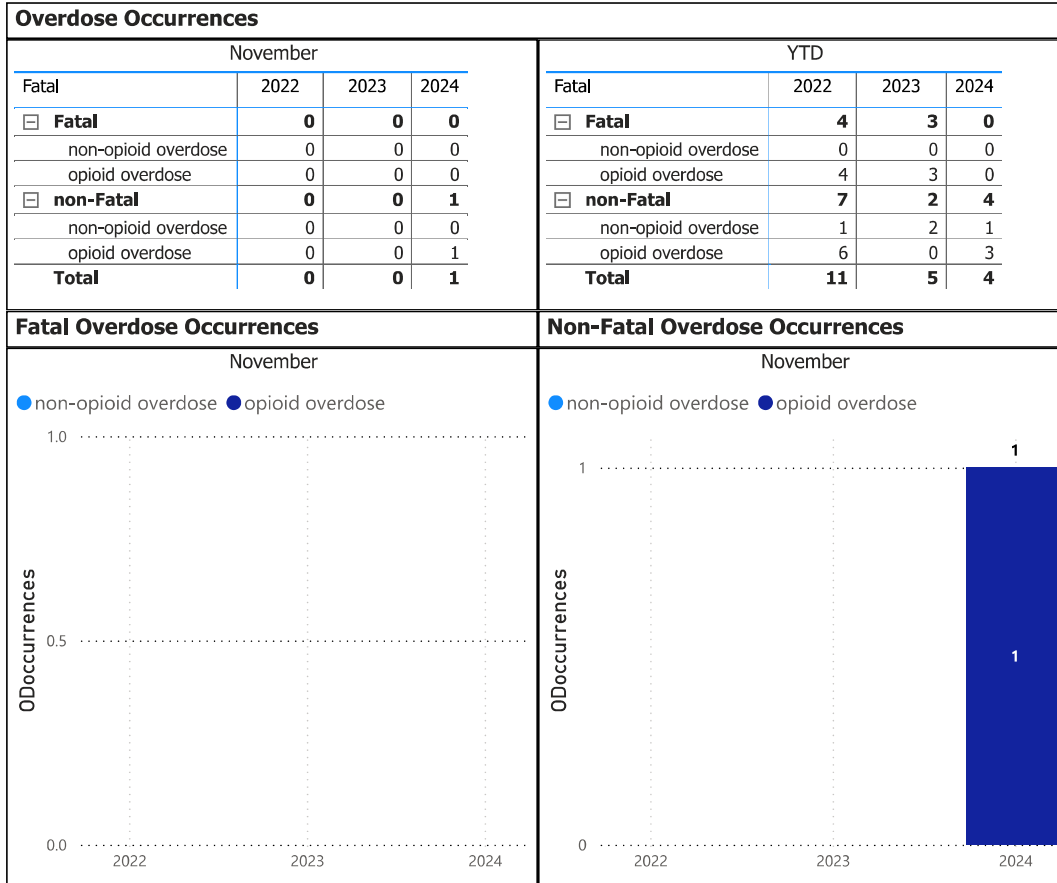 Overdose Occurrences
November
Fatal 2022 2023 2024
Fatal 0 0 0
non-opioid overdose 0 0 0
opioid overdose 0 0 0
non-Fatal 0 0 1
non-opioid overdose 0 0 0
opioid overdose 0 0 1
Total 0 0 1
YTD
Fatal 2022 2023 2024
Fatal 4 3 0
non-opioid overdose 0 0 0
opioid overdose 4 3 0
non-Fatal 7 2 4
non-opioid overdose 1 2 1
opioid overdose 6 0 3
Total 11 5 4
Fatal Overdose Occurrences
November
non-opioid overdose opioid overdose
1.0
0.5
0.0
ODoccurrences
2022 2023 2024
Non-Fatal Overdose Occurrences
November
non-opioid overdose opioid overdose
1
1
1
0
ODoccurrences
2022 2023 2024